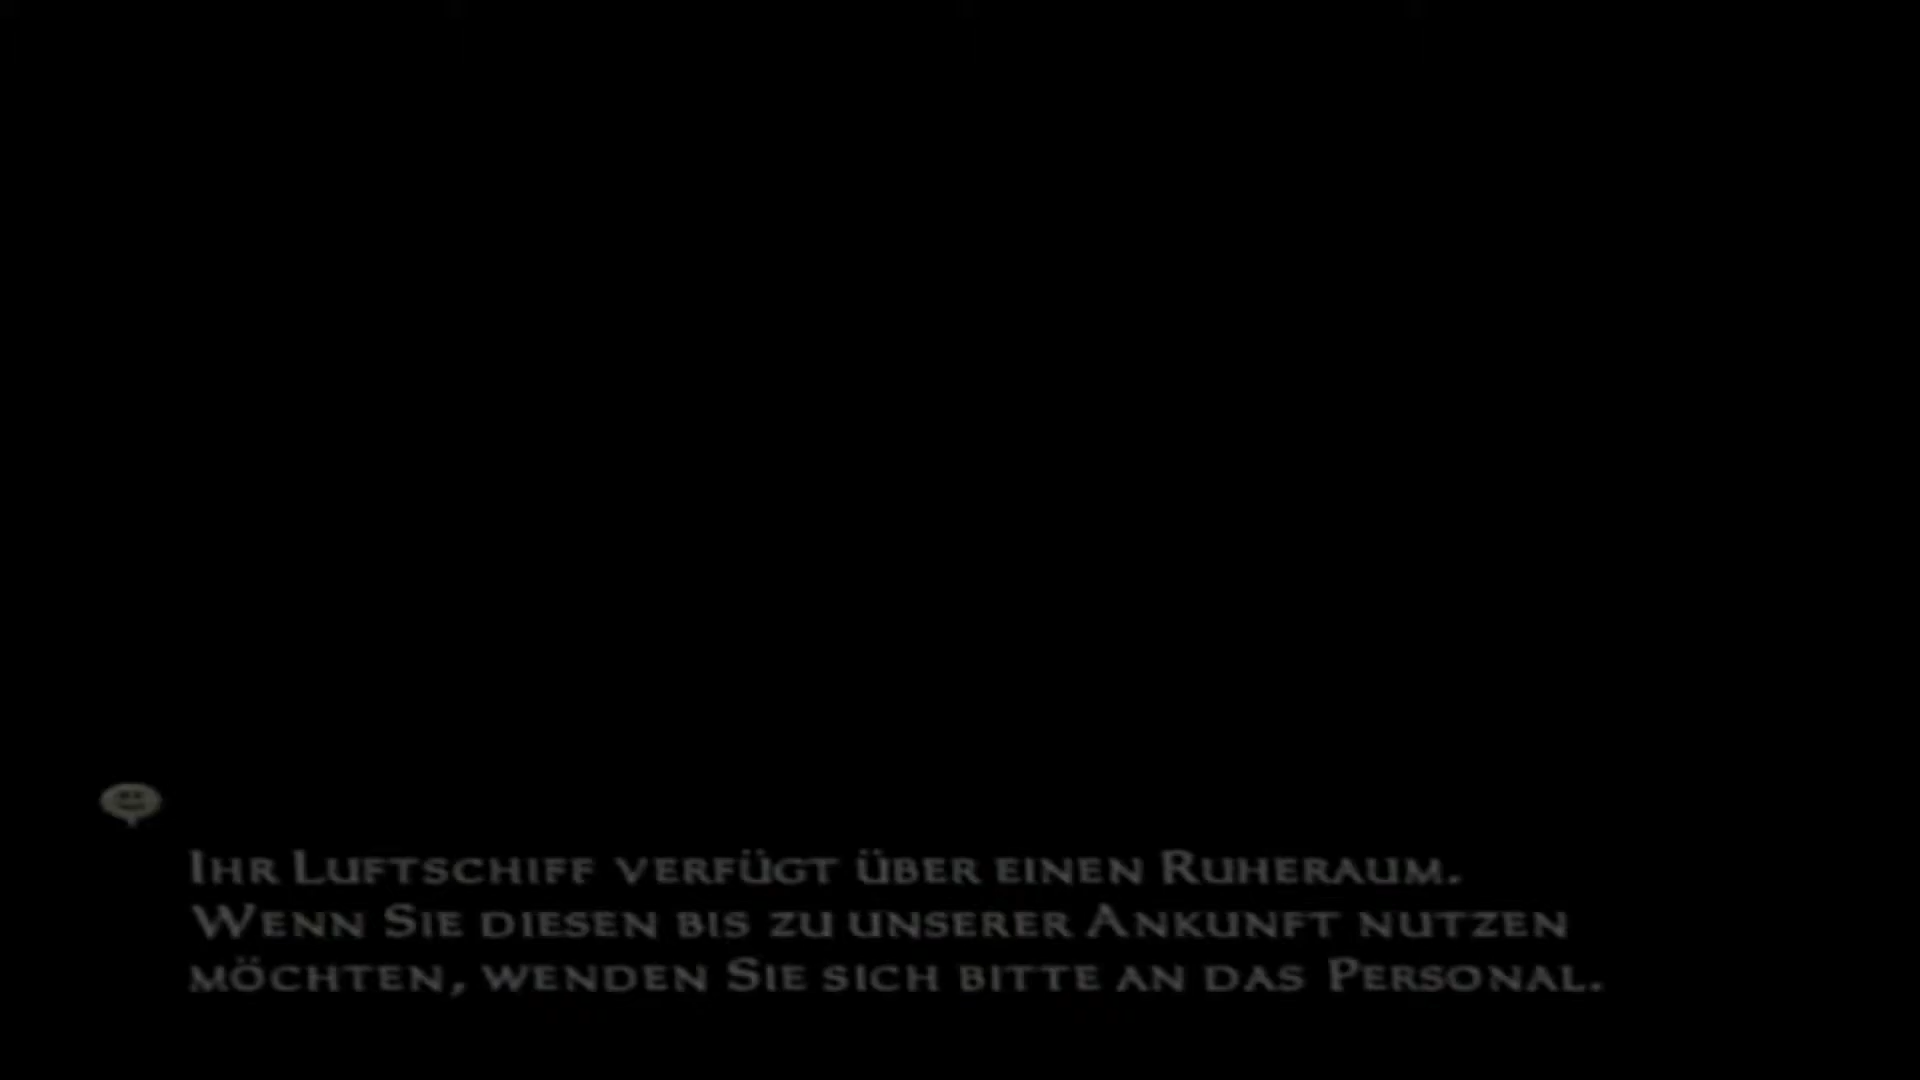 Ihr Luftschiff verfügt über einen Ruheraum.
Wenn Sie diesen bis zu unserer Ankunft nutzen
möchten, wenden Sie sich bitte an das Personal.